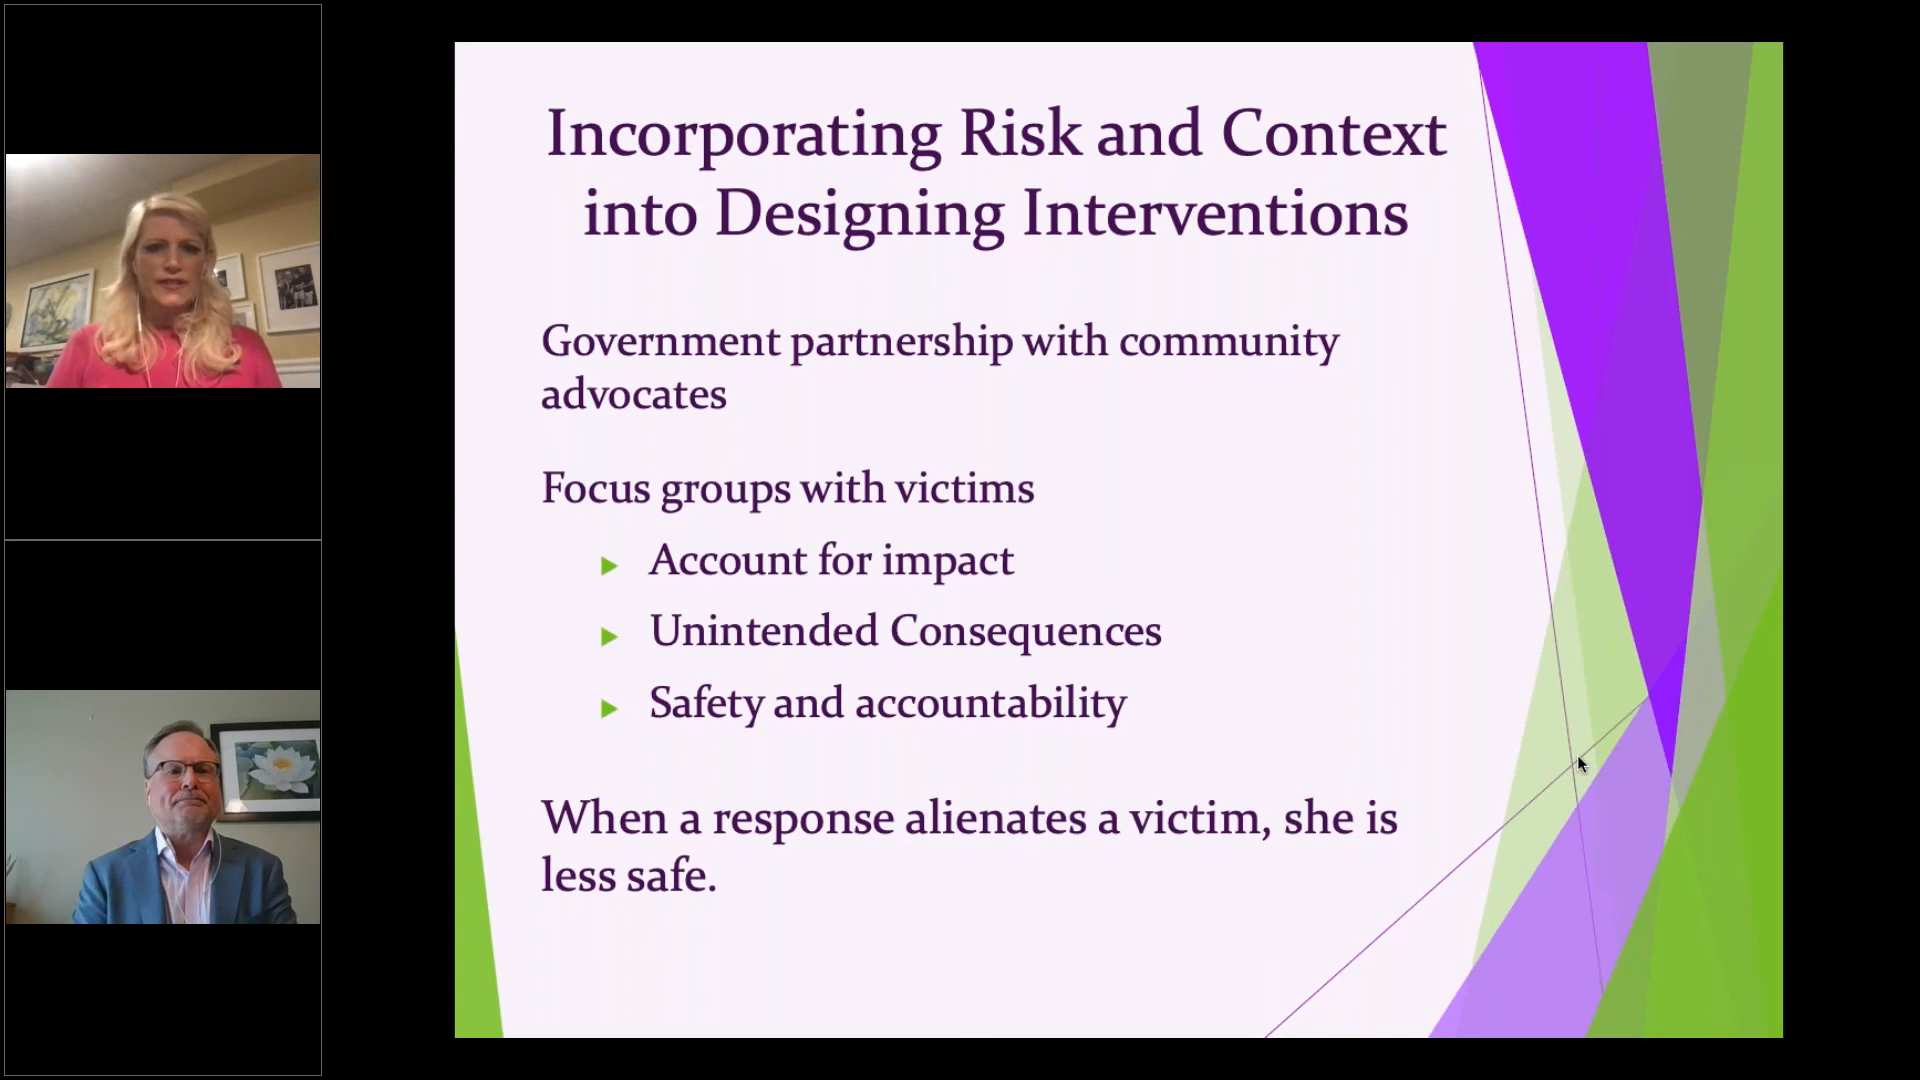 Incorporating Risk and Context
into Designing Interventions
Government partnership with community
advocates
Focus groups with victims
Account for impact
Unintended Consequences
Safety and accountability
When a response alienates a victim, she is
less safe.